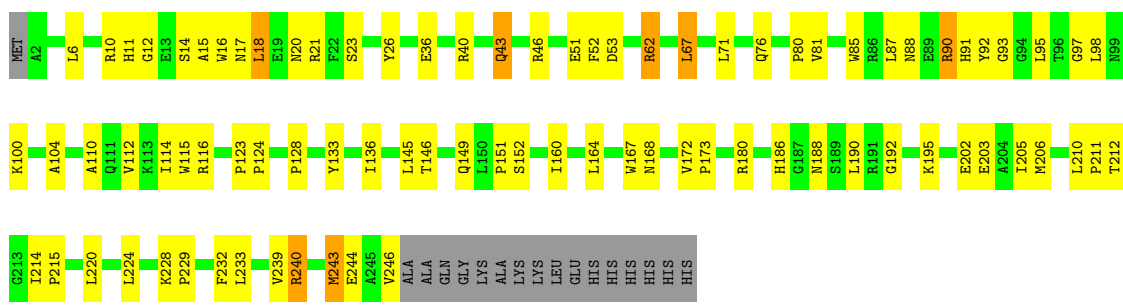 MET A2 L6 R10 H11 G12 E13 S14 A15 W16 N17 L18 E19 N20 R21 F22 S23 Y26 E36 R40 Q43 R46 E51 F52 D53 R62 L67 L71 Q76 P80 V81 W85 R86 L87 N88 E89 R90 H91 Y92 G93 G94 L95 T96 G97 L98 N99
K100 A104 A110 Q111 V112 K113 I114 W115 R116 P123 P124 P128 Y133 I136 L145 T146 Q149 L150 P151 S152 I160 L164 W167 N168 V172 P173 R180 H186 G187 N188 S189 L190 R191 G192 K195 E202 E203 A204 I205 M206 L210 P211 T212
G213 I214 P215 L220 L224 K228 P229 F232 L233 V239 R240 M243 E244 A245 V246 ALA ALA GLN GLY LYS ALA LYS LYS LEU GLU HIS HIS HIS HIS HIS HIS